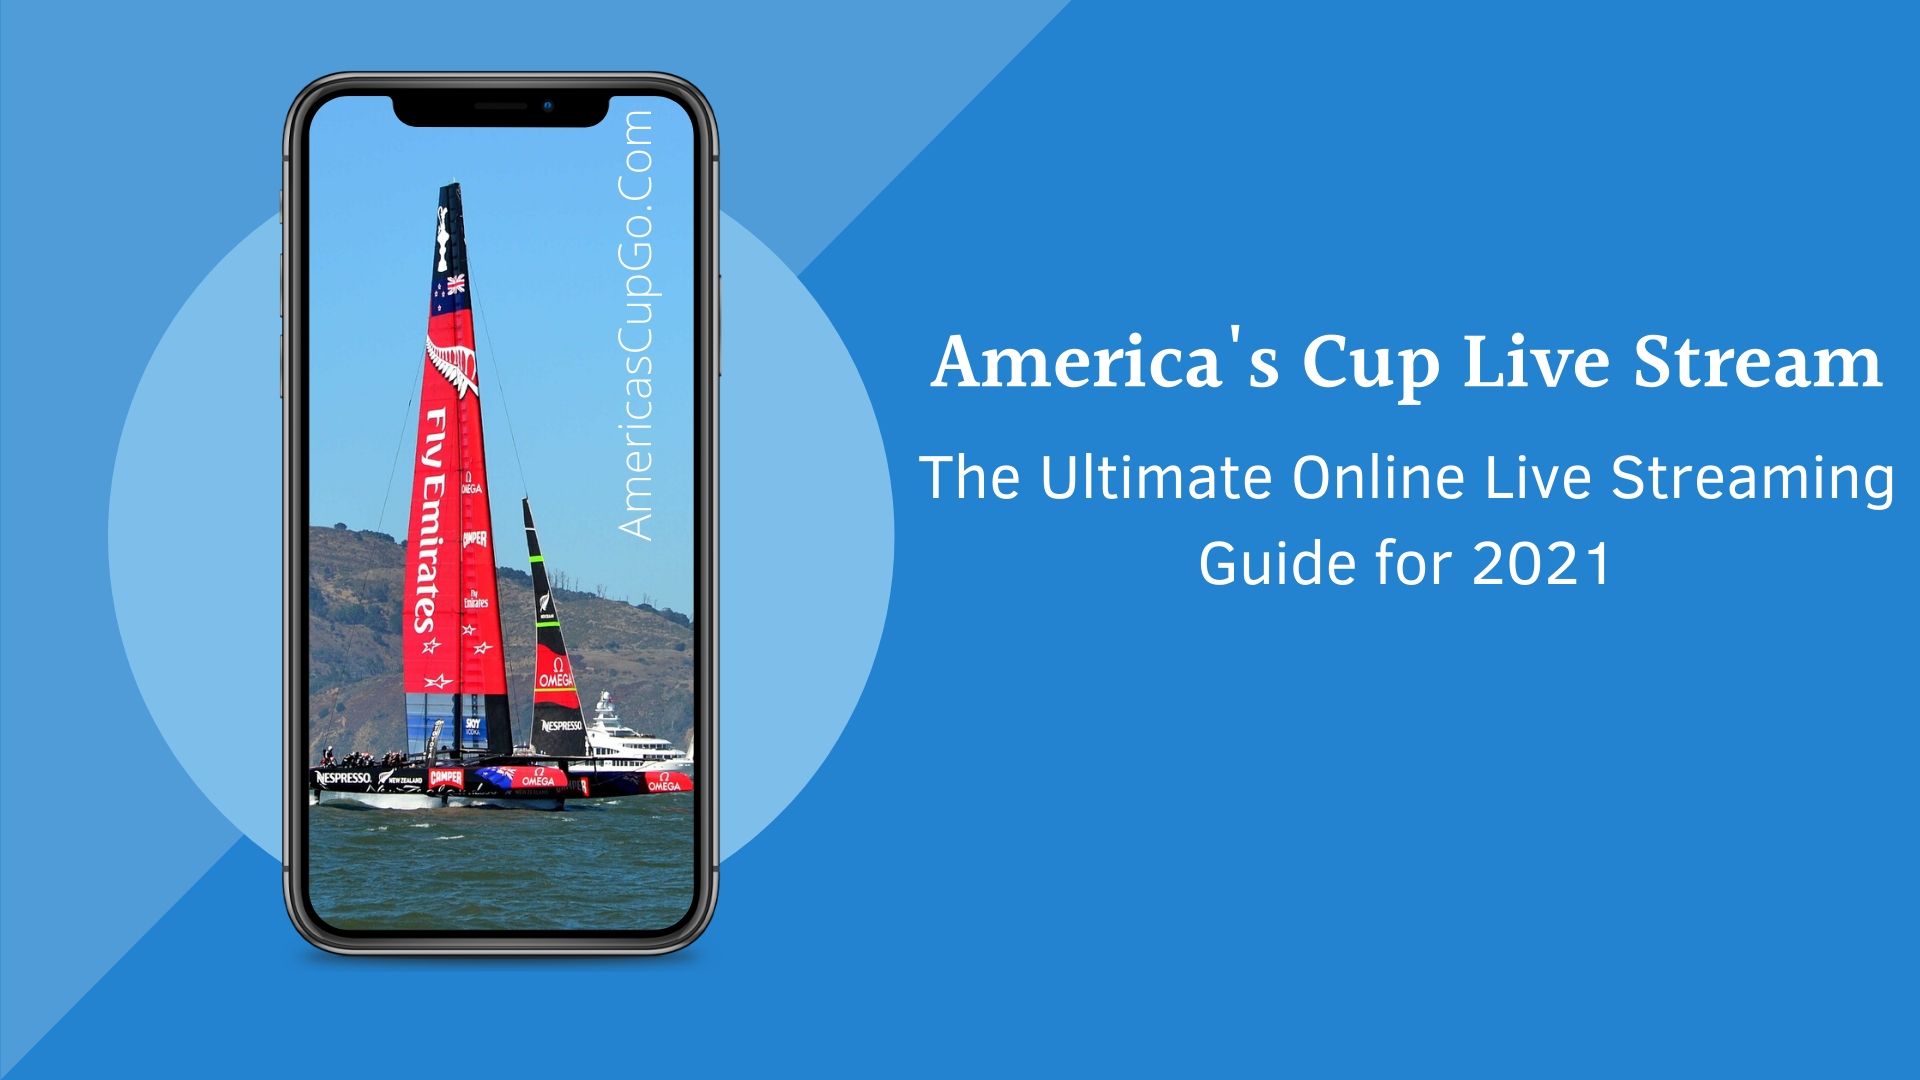 AmericasCupGo.Com
Fly Emirates
OMEGA
CAMPER
Fly
Emirates
OMEGA
NESPRESSO
SKYY
VODKA
NESPRESSO.
NEW ZEALAND
CAMPER
OMEGA
OMEGA
America's Cup Live Stream
The Ultimate Online Live Streaming
Guide for 2021